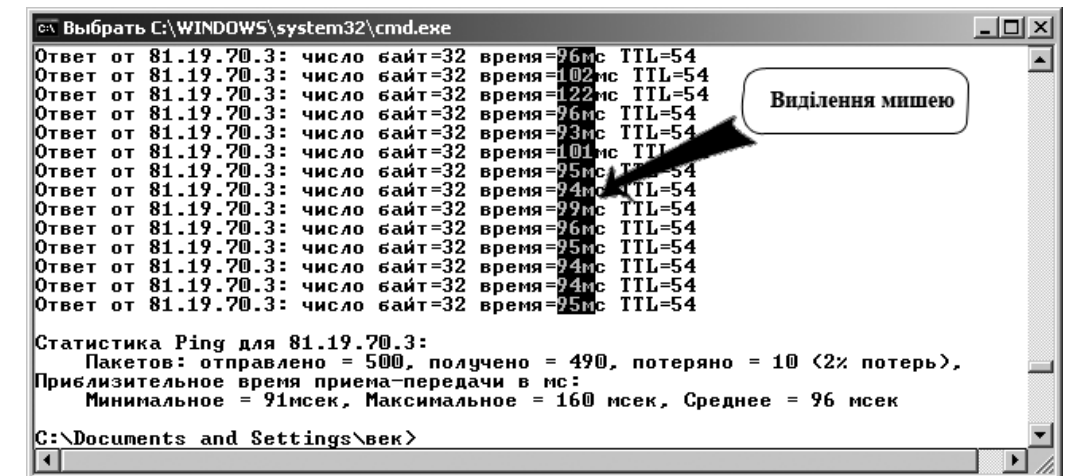 Выбрать C:\WINDOWS\system32\cmd.exe
Ответ от 81.19.70.3: число байт=32 время=96мс TTL=54
Ответ от 81.19.70.3: число байт=32 время=102мс TTL=54
Ответ от 81.19.70.3: число байт=32 время=122мс TTL=54
Ответ от 81.19.70.3: число байт=32 время=96мс TTL=54
Ответ от 81.19.70.3: число байт=32 время=93мс TTL=54
Ответ от 81.19.70.3: число байт=32 время=101мс TTL
Ответ от 81.19.70.3: число байт=32 время=95мс TTL=54
Ответ от 81.19.70.3: число байт=32 время=94мс TTL=54
Ответ от 81.19.70.3: число байт=32 время=99мс TTL=54
Ответ от 81.19.70.3: число байт=32 время=96мс TTL=54
Ответ от 81.19.70.3: число байт=32 время=95мс TTL=54
Ответ от 81.19.70.3: число байт=32 время=94мс TTL=54
Ответ от 81.19.70.3: число байт=32 время=94мс TTL=54
Ответ от 81.19.70.3: число байт=32 время=95мс TTL=54
Виділення мишею
Статистика Ping для 81.19.70.3:
Пакетов: отправлено = 500, получено = 490, потеряно = 10 (2% потерь),
Приблизительное время приема-передачи в мс:
Минимальное = 91мсек, Максимальное = 160 мсек, Среднее = 96 мсек
C:\Documents and Settings\век>